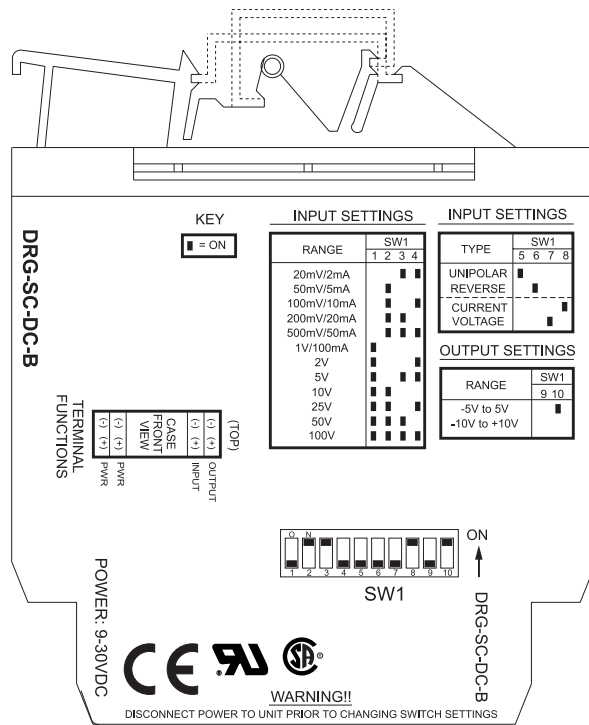 DRG-SC-DC-B
KEY
= ON
INPUT SETTINGS
RANGE
SW1
1 2 3 4
20mV/2mA
50mV/5mA
100mV/10mA
200mV/20mA
500mV/50mA
1V/100mA
2V
5V
10V
25V
50V
100V
INPUT SETTINGS
TYPE
SW1
5 6 7 8
UNIPOLAR
REVERSE
CURRENT
VOLTAGE
OUTPUT SETTINGS
RANGE
SW1
9 10
-5V to 5V
-10V to +10V
TERMINAL
FUNCTIONS
(TOP)
(-) (+)
(-) (+)
CASE
FRONT
VIEW
(-) (+)
(-) (+)
PWR
PWR
INPUT
OUTPUT
O N
1 2 3 4 5 6 7 8 9 10
ON
SW1
POWER: 9-30VDC
DRG-SC-DC-B
CE
RU
SA
WARNING!!
DISCONNECT POWER TO UNIT PRIOR TO CHANGING SWITCH SETTINGS